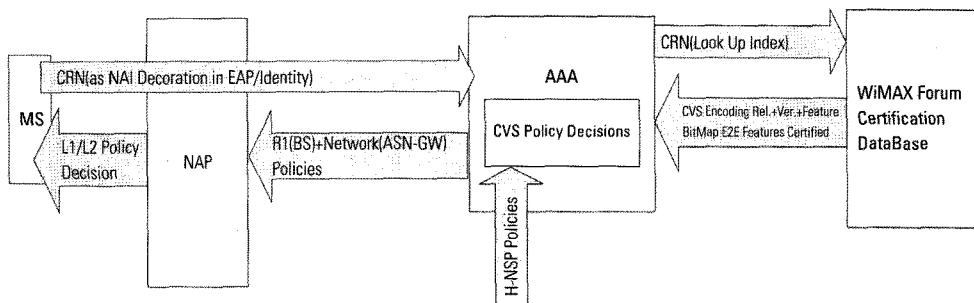 MS
CRN(as NAI Decoration in EAP/Identity)
L1/L2 Policy
Decision
NAP
R1(BS)+Network(ASN-GW)
Policies
AAA
CVS Policy Decisions
H-NSP Policies
CRN(Look Up Index)
CVS Encoding Rel.+Ver.+Feature
BitMap E2E Features Certified
WiMAX Forum
Certification
DataBase